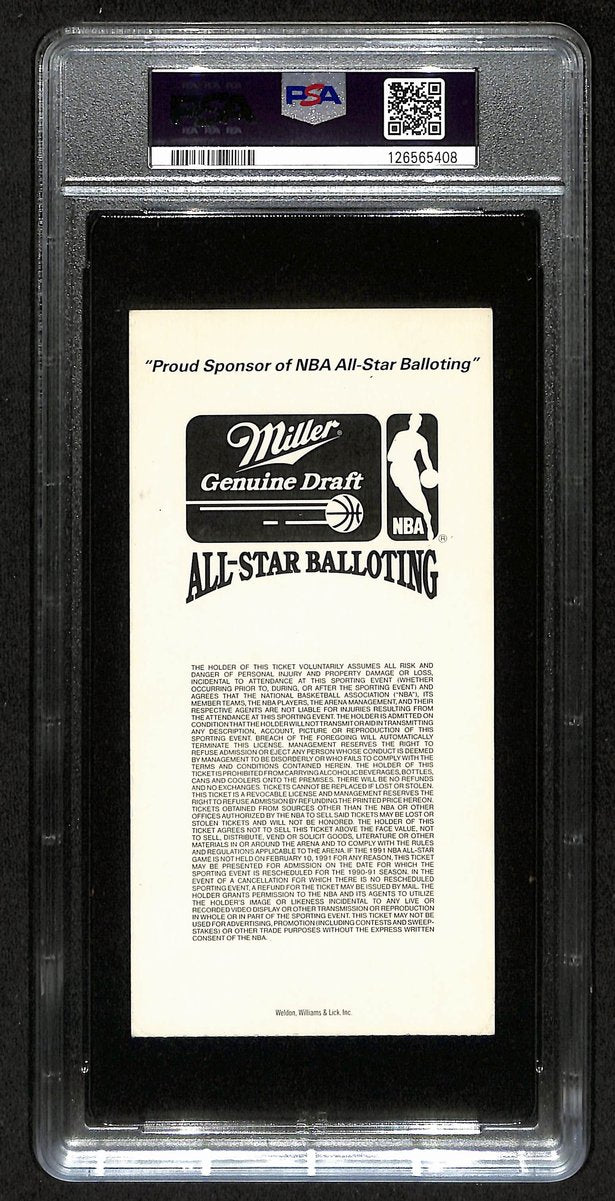 PSA
126565408
"Proud Sponsor of NBA All-Star Balloting"
Miller®
Genuine Draft
NBA
®
ALL-STAR BALLOTING
THE HOLDER OF THIS TICKET VOLUNTARILY ASSUMES ALL RISK AND
DANGER OF PERSONAL INJURY AND PROPERTY DAMAGE OR LOSS,
INCIDENTAL TO ATTENDANCE AT THIS SPORTING EVENT (WHETHER
OCCURRING PRIOR TO, DURING, OR AFTER THE SPORTING EVENT) AND
AGREES THAT THE NATIONAL BASKETBALL ASSOCIATION ("NBA"), ITS
MEMBER TEAMS, THE NBA PLAYERS, THE ARENA MANAGEMENT, AND THEIR
RESPECTIVE AGENTS ARE NOT LIABLE FOR INJURIES RESULTING FROM
THE ATTENDANCE AT THIS SPORTING EVENT. THE HOLDER IS ADMITTED ON
CONDITION THAT THE HOLDER WILL NOT TRANSMIT OR AID IN TRANSMITTING
ANY DESCRIPTION, ACCOUNT, PICTURE OR REPRODUCTION OF THIS
SPORTING EVENT. BREACH OF THE FOREGOING WILL AUTOMATICALLY
TERMINATE THIS LICENSE. MANAGEMENT RESERVES THE RIGHT TO
REFUSE ADMISSION OR EJECT ANY PERSON WHOSE CONDUCT IS DEEMED
BY MANAGEMENT TO BE DISORDERLY OR WHO FAILS TO COMPLY WITH THE
TERMS AND CONDITIONS CONTAINED HEREIN. THE HOLDER OF THIS
TICKET IS PROHIBITED FROM CARRYING ALCOHOLIC BEVERAGES, BOTTLES,
CANS AND COOLERS ONTO THE PREMISES. THERE WILL BE NO REFUNDS
AND NO EXCHANGES. TICKETS CANNOT BE REPLACED IF LOST OR STOLEN.
THIS TICKET IS A REVOCABLE LICENSE AND MANAGEMENT RESERVES THE
RIGHT TO REFUSE ADMISSION BY REFUNDING THE PRINTED PRICE HEREON.
TICKETS OBTAINED FROM SOURCES OTHER THAN THE NBA OR OTHER
OFFICES AUTHORIZED BY THE NBA TO SELL SAID TICKETS MAY BE LOST OR
STOLEN TICKETS AND WILL NOT BE HONORED. THE HOLDER OF THIS
TICKET AGREES NOT TO SELL THIS TICKET ABOVE THE FACE VALUE, NOT
TO SELL, DISTRIBUTE, VEND OR SOLICIT GOODS, LITERATURE OR OTHER
MATERIALS IN OR AROUND THE ARENA AND TO COMPLY WITH THE RULES
AND REGULATIONS APPLICABLE TO THE ARENA. IF THE 1991 NBA ALL-STAR
GAME IS NOT HELD ON FEBRUARY 10, 1991 FOR ANY REASON, THIS TICKET
MAY BE PRESENTED FOR ADMISSION ON THE DATE FOR WHICH THE
SPORTING EVENT IS RESCHEDULED FOR THE 1990-91 SEASON. IN THE
EVENT OF A CANCELLATION FOR WHICH THERE IS NO RESCHEDULED
SPORTING EVENT, A REFUND FOR THE TICKET MAY BE ISSUED BY MAIL. THE
HOLDER GRANTS PERMISSION TO THE NBA AND ITS AGENTS TO UTILIZE
THE HOLDER'S IMAGE OR LIKENESS INCIDENTAL TO ANY LIVE OR
RECORDED VIDEO DISPLAY OR OTHER TRANSMISSION OR REPRODUCTION
IN WHOLE OR IN PART OF THE SPORTING EVENT. THIS TICKET MAY NOT BE
USED FOR ADVERTISING, PROMOTION (INCLUDING CONTESTS AND SWEEP-
STAKES) OR OTHER TRADE PURPOSES WITHOUT THE EXPRESS WRITTEN
CONSENT OF THE NBA.
Weldon, Williams & Lick, Inc.